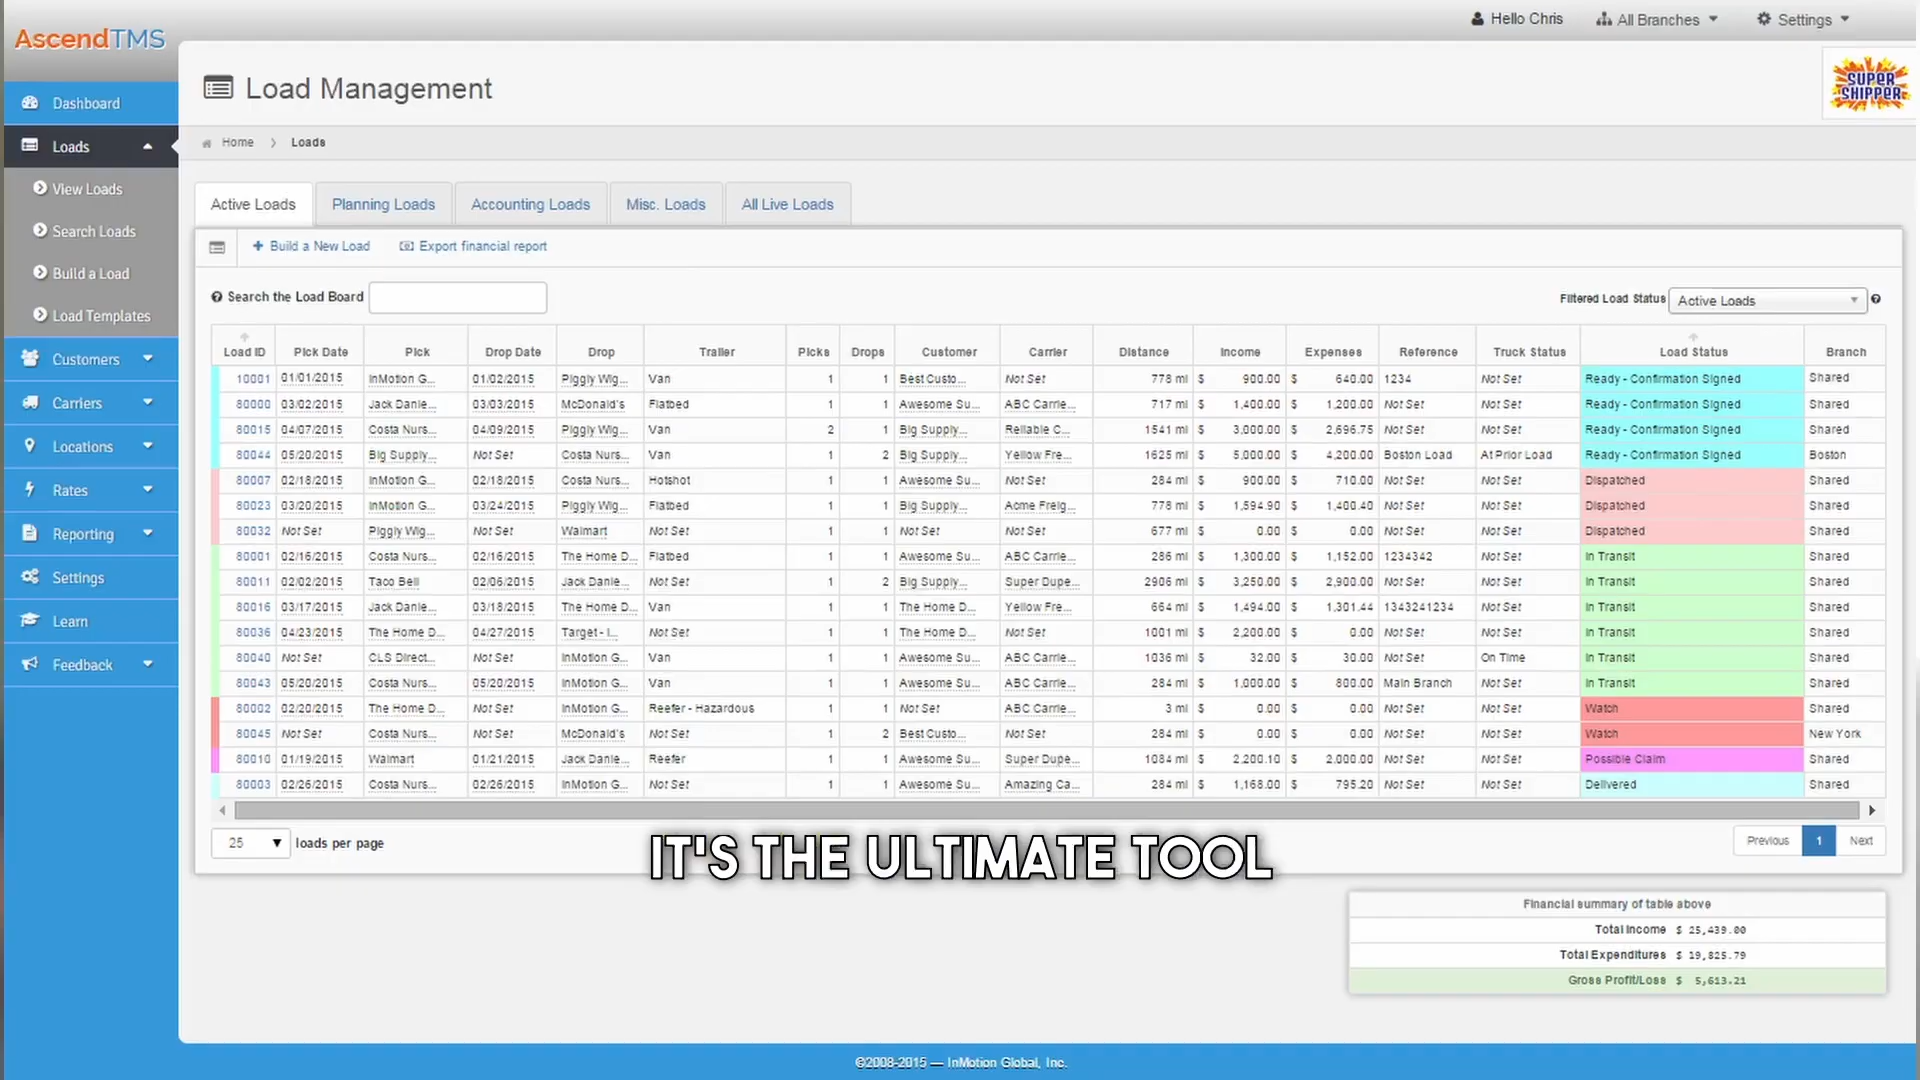 Hello Chris All Branches Settings
AscendTMS
SUPER SHIPPER
Load Management
Home Loads
Dashboard
Loads
View Loads
Search Loads
Build a Load
Load Templates
Customers
Carriers
Locations
Rates
Reporting
Settings
Learn
Feedback
Active Loads Planning Loads Accounting Loads Misc. Loads All Live Loads
+ Build a New Load Export financial report
Search the Load Board
Filtered Load Status Active Loads
Load ID Pick Date Pick Drop Date Drop Trailer Picks Drops Customer Carrier Distance Income Expenses Reference Truck Status Load Status Branch
10001 01/01/2015 InMotion G... 01/02/2015 Piggly Wig... Van 1 1 Best Custo... Not Set 778 mi $ 900.00 $ 640.00 1234 Not Set Ready - Confirmation Signed Shared
80000 03/02/2015 Jack Danie... 03/03/2015 McDonald's Flatbed 1 1 Awesome Su... ABC Carrie... 717 mi $ 1,400.00 $ 1,200.00 Not Set Not Set Ready - Confirmation Signed Shared
80015 04/07/2015 Costa Nurs... 04/09/2015 Piggly Wig... Van 2 1 Big Supply... Reliable C... 1541 mi $ 3,000.00 $ 2,696.75 Not Set Not Set Ready - Confirmation Signed Shared
80044 05/20/2015 Big Supply... Not Set Costa Nurs... Van 1 2 Big Supply... Yellow Fre... 1625 mi $ 5,000.00 $ 4,200.00 Boston Load At Prior Load Ready - Confirmation Signed Boston
80007 02/18/2015 InMotion G... 02/18/2015 Costa Nurs... Hotshot 1 1 Awesome Su... Not Set 284 mi $ 900.00 $ 710.00 Not Set Not Set Dispatched Shared
80023 03/20/2015 InMotion G... 03/24/2015 Piggly Wig... Flatbed 1 1 Big Supply... Acme Freig... 778 mi $ 1,594.90 $ 1,400.40 Not Set Not Set Dispatched Shared
80032 Not Set Piggly Wig... Not Set Walmart Not Set 1 1 Not Set Not Set 677 mi $ 0.00 $ 0.00 Not Set Not Set Dispatched Shared
80001 02/16/2015 Costa Nurs... 02/16/2015 The Home D... Flatbed 1 1 Awesome Su... ABC Carrie... 286 mi $ 1,300.00 $ 1,152.00 1234342 Not Set In Transit Shared
80011 02/02/2015 Taco Bell 02/06/2015 Jack Danie... Not Set 1 2 Big Supply... Super Dupe... 2906 mi $ 3,250.00 $ 2,900.00 Not Set Not Set In Transit Shared
80016 03/17/2015 Jack Danie... 03/18/2015 The Home D... Van 1 1 The Home D... Yellow Fre... 664 mi $ 1,494.00 $ 1,301.44 1343241234 Not Set In Transit Shared
80036 04/23/2015 The Home D... 04/27/2015 Target - I... Not Set 1 1 The Home D... Not Set 1001 mi $ 2,200.00 $ 0.00 Not Set Not Set In Transit Shared
80040 Not Set CLS Direct... Not Set InMotion G... Van 1 1 Awesome Su... ABC Carrie... 1036 mi $ 32.00 $ 30.00 Not Set On Time In Transit Shared
80043 05/20/2015 Costa Nurs... 05/20/2015 InMotion G... Van 1 1 Awesome Su... ABC Carrie... 284 mi $ 1,000.00 $ 800.00 Main Branch Not Set In Transit Shared
80002 02/20/2015 The Home D... Not Set InMotion G... Reefer - Hazardous 1 1 Not Set ABC Carrie... 3 mi $ 0.00 $ 0.00 Not Set Not Set Watch Shared
80045 Not Set Costa Nurs... Not Set McDonald's Not Set 1 2 Best Custo... Not Set 284 mi $ 0.00 $ 0.00 Not Set Not Set Watch New York
80010 01/19/2015 Walmart 01/21/2015 Jack Danie... Reefer 1 1 Awesome Su... Super Dupe... 1084 mi $ 2,200.10 $ 2,000.00 Not Set Not Set Possible Claim Shared
80003 02/26/2015 Costa Nurs... 02/26/2015 InMotion G... Not Set 1 1 Awesome Su... Amazing Ca... 284 mi $ 1,168.00 $ 795.20 Not Set Not Set Delivered Shared
25 loads per page
Previous 1 Next
IT'S THE ULTIMATE TOOL
Financial summary of table above
Total Income $ 25,439.00
Total Expenditures $ 19,825.79
Gross Profit/Loss $ 5,613.21
©2008-2015 — InMotion Global, Inc.